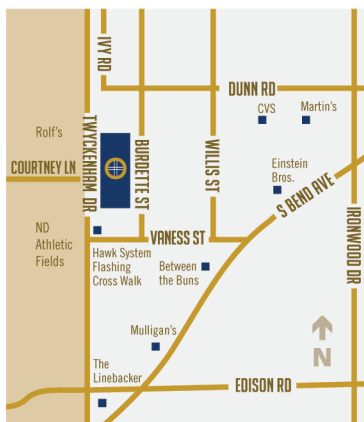 IVY RD
DUNN RD
CVS
Martin's
Rolf's
TWYCKENHAM DR
BURDETTE ST
WILLIS ST
COURTNEY LN
Einstein
Bros.
S BEND AVE
IRONWOOD DR
ND
Athletic
Fields
VANESS ST
Hawk System
Flashing
Cross Walk
Between
the Buns
Mulligan's
N
The
Linebacker
EDISON RD